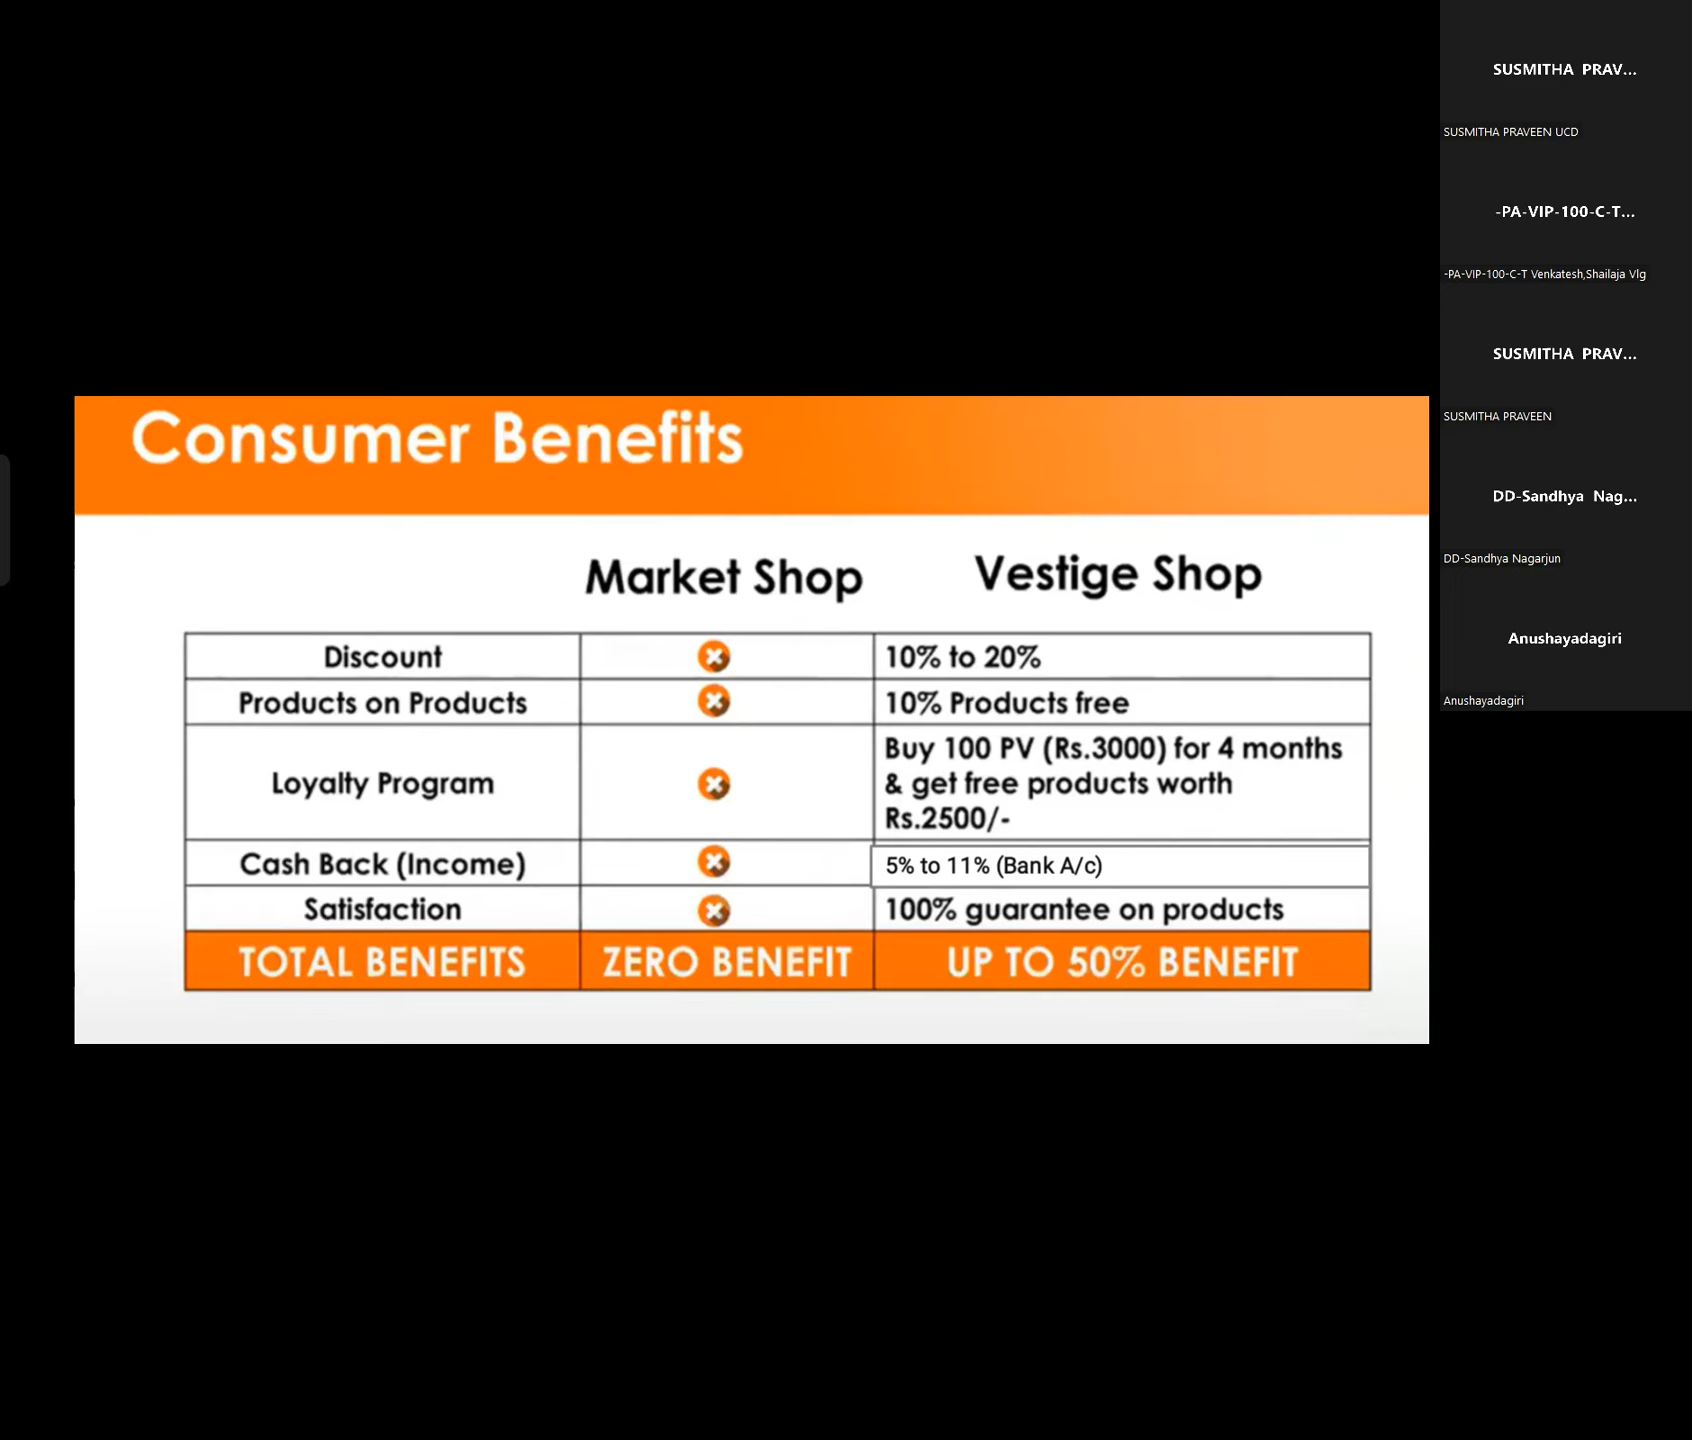 Consumer Benefits
Market Shop
Vestige Shop
Discount
10% to 20%
Products on Products
10% Products free
Loyalty Program
Buy 100 PV (Rs.3000) for 4 months
& get free products worth
Rs.2500/-
Cash Back (Income)
5% to 11% (Bank A/c)
Satisfaction
100% guarantee on products
TOTAL BENEFITS
ZERO BENEFIT
UP TO 50% BENEFIT
SUSMITHA PRAV...
SUSMITHA PRAVEEN UCD
-PA-VIP-100-C-T...
-PA-VIP-100-C-T Venkatesh,Shailaja Vlg
SUSMITHA PRAV...
SUSMITHA PRAVEEN
DD-Sandhya Nag...
DD-Sandhya Nagarjun
Anushayadagiri
Anushayadagiri